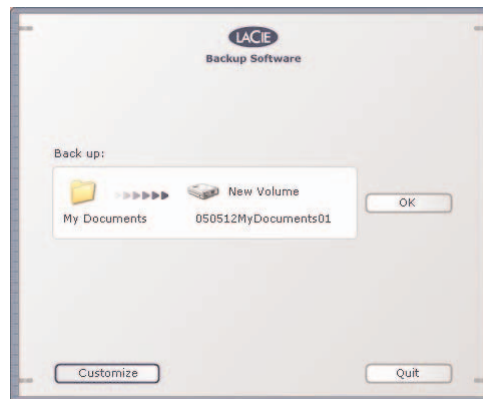 LACIE
Backup Software
Back up:
New Volume
OK
My Documents
050512MyDocuments01
Customize
Quit